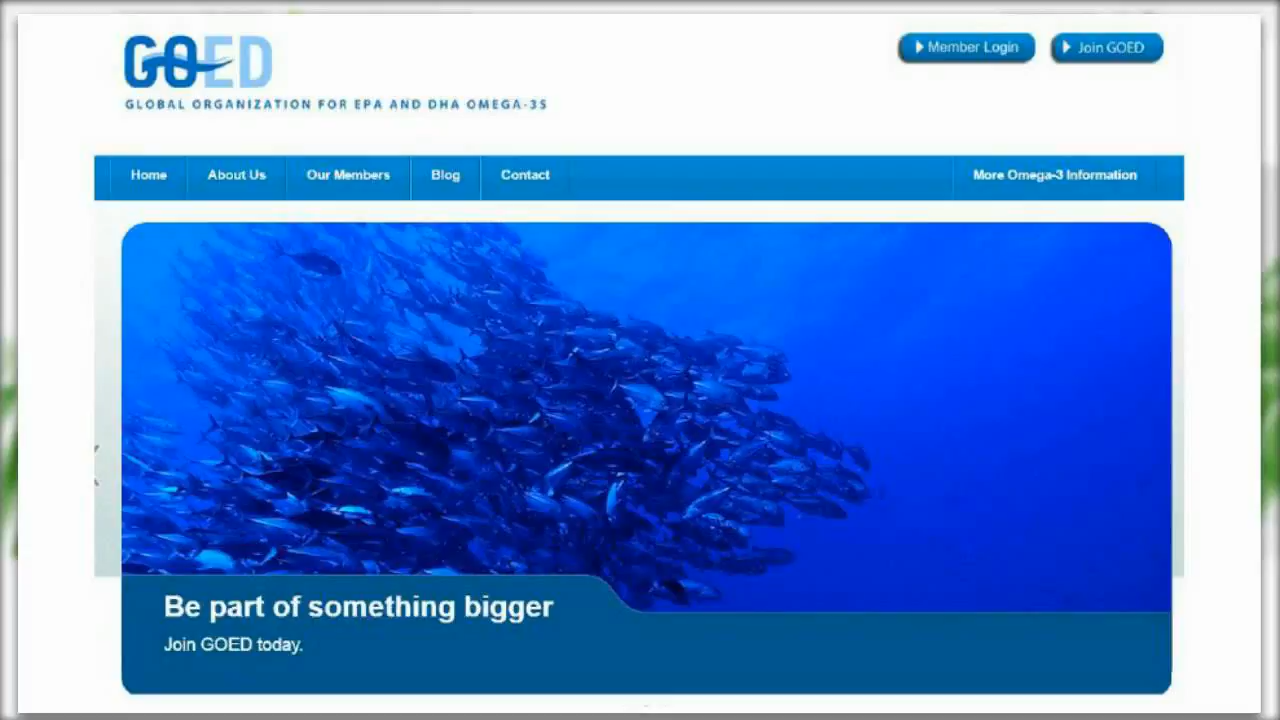 GOED
GLOBAL ORGANIZATION FOR EPA AND DHA OMEGA-3S
Member Login
Join GOED
Home
About Us
Our Members
Blog
Contact
More Omega-3 Information
Be part of something bigger
Join GOED today.